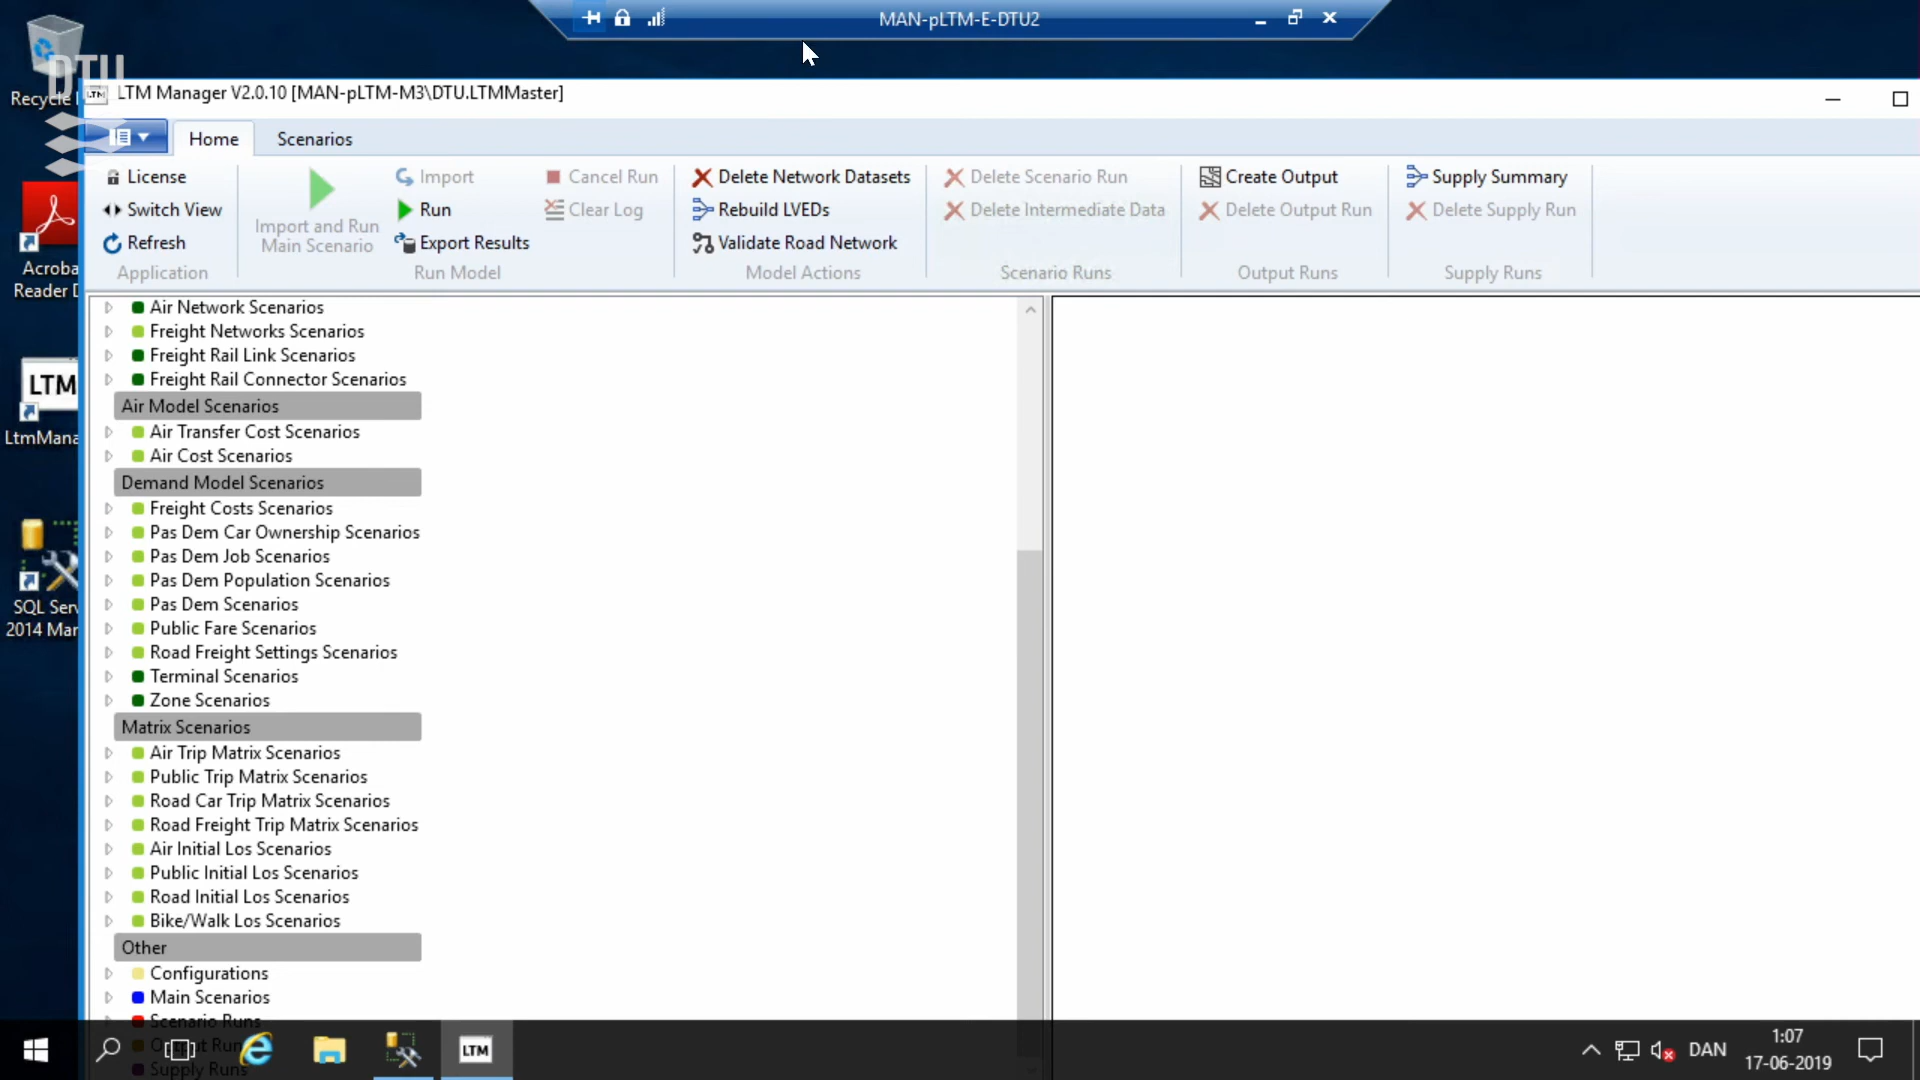 MAN-pLTM-E-DTU2
DTU
Recycle
LTM Manager V2.0.10 [MAN-pLTM-M3\DTU.LTMMaster]
Home
Scenarios
License
Switch View
Refresh
Application
Import and Run
Main Scenario
Import
Run
Export Results
Cancel Run
Clear Log
Run Model
Delete Network Datasets
Rebuild LVEDs
Validate Road Network
Model Actions
Delete Scenario Run
Delete Intermediate Data
Scenario Runs
Create Output
Delete Output Run
Output Runs
Supply Summary
Delete Supply Run
Supply Runs
Acroba
Reader D
LTM
LtmMana
SQL Serv
2014 Man
Air Network Scenarios
Freight Networks Scenarios
Freight Rail Link Scenarios
Freight Rail Connector Scenarios
Air Model Scenarios
Air Transfer Cost Scenarios
Air Cost Scenarios
Demand Model Scenarios
Freight Costs Scenarios
Pas Dem Car Ownership Scenarios
Pas Dem Job Scenarios
Pas Dem Population Scenarios
Pas Dem Scenarios
Public Fare Scenarios
Road Freight Settings Scenarios
Terminal Scenarios
Zone Scenarios
Matrix Scenarios
Air Trip Matrix Scenarios
Public Trip Matrix Scenarios
Road Car Trip Matrix Scenarios
Road Freight Trip Matrix Scenarios
Air Initial Los Scenarios
Public Initial Los Scenarios
Road Initial Los Scenarios
Bike/Walk Los Scenarios
Other
Configurations
Main Scenarios
Scenario Runs
Output Runs
Supply Runs
LTM
DAN
1:07
17-06-2019